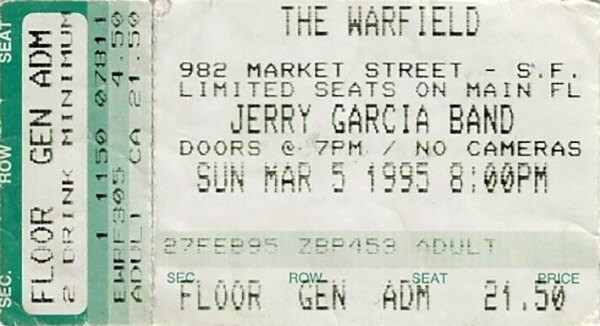 SEC. ROW SEAT
FLOOR GEN ADM
2 DRINK MINIMUM
1 1150 07811
EWRF305 4.50
ADULT CA 21.50
THE WARFIELD
982 MARKET STREET - S.F.
LIMITED SEATS ON MAIN FL
JERRY GARCIA BAND
DOORS @ 7PM / NO CAMERAS
SUN MAR 5 1995 8:00PM
27FEB95 ZBP453 ADULT
SEC. ROW SEAT PRICE
FLOOR GEN ADM 21.50